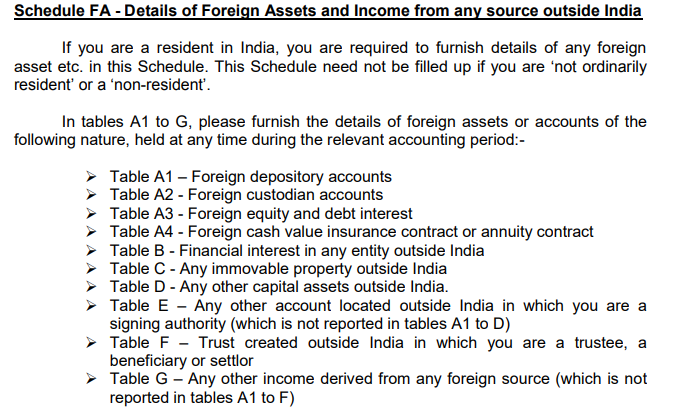 Schedule FA - Details of Foreign Assets and Income from any source outside India
If you are a resident in India, you are required to furnish details of any foreign
asset etc. in this Schedule. This Schedule need not be filled up if you are ‘not ordinarily
resident’ or a ‘non-resident’.
In tables A1 to G, please furnish the details of foreign assets or accounts of the
following nature, held at any time during the relevant accounting period:-
➢ Table A1 – Foreign depository accounts
➢ Table A2 - Foreign custodian accounts
➢ Table A3 - Foreign equity and debt interest
➢ Table A4 - Foreign cash value insurance contract or annuity contract
➢ Table B - Financial interest in any entity outside India
➢ Table C - Any immovable property outside India
➢ Table D - Any other capital assets outside India.
➢ Table E – Any other account located outside India in which you are a
signing authority (which is not reported in tables A1 to D)
➢ Table F – Trust created outside India in which you are a trustee, a
beneficiary or settlor
➢ Table G – Any other income derived from any foreign source (which is not
reported in tables A1 to F)